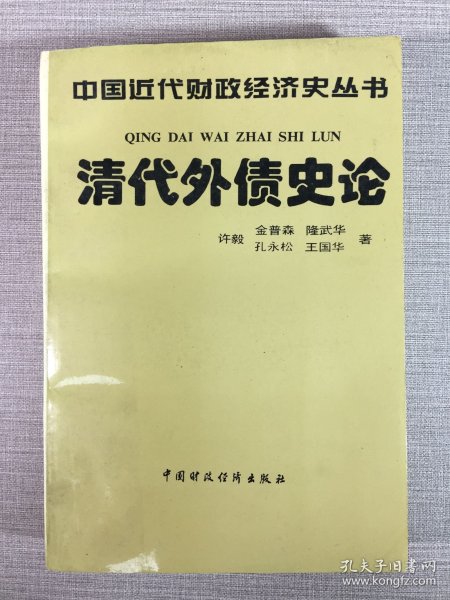 中国近代财政经济史丛书
QING DAI WAI ZHAI SHI LUN
清代外债史论
许毅 金普森 隆武华 著
孔永松 王国华
中国财政经济出版社
孔夫子旧书网
www.kongfz.com